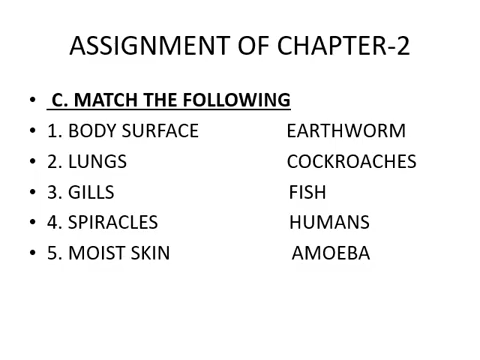 ASSIGNMENT OF CHAPTER-2
• C. MATCH THE FOLLOWING
• 1. BODY SURFACE EARTHWORM
• 2. LUNGS COCKROACHES
• 3. GILLS FISH
• 4. SPIRACLES HUMANS
• 5. MOIST SKIN AMOEBA